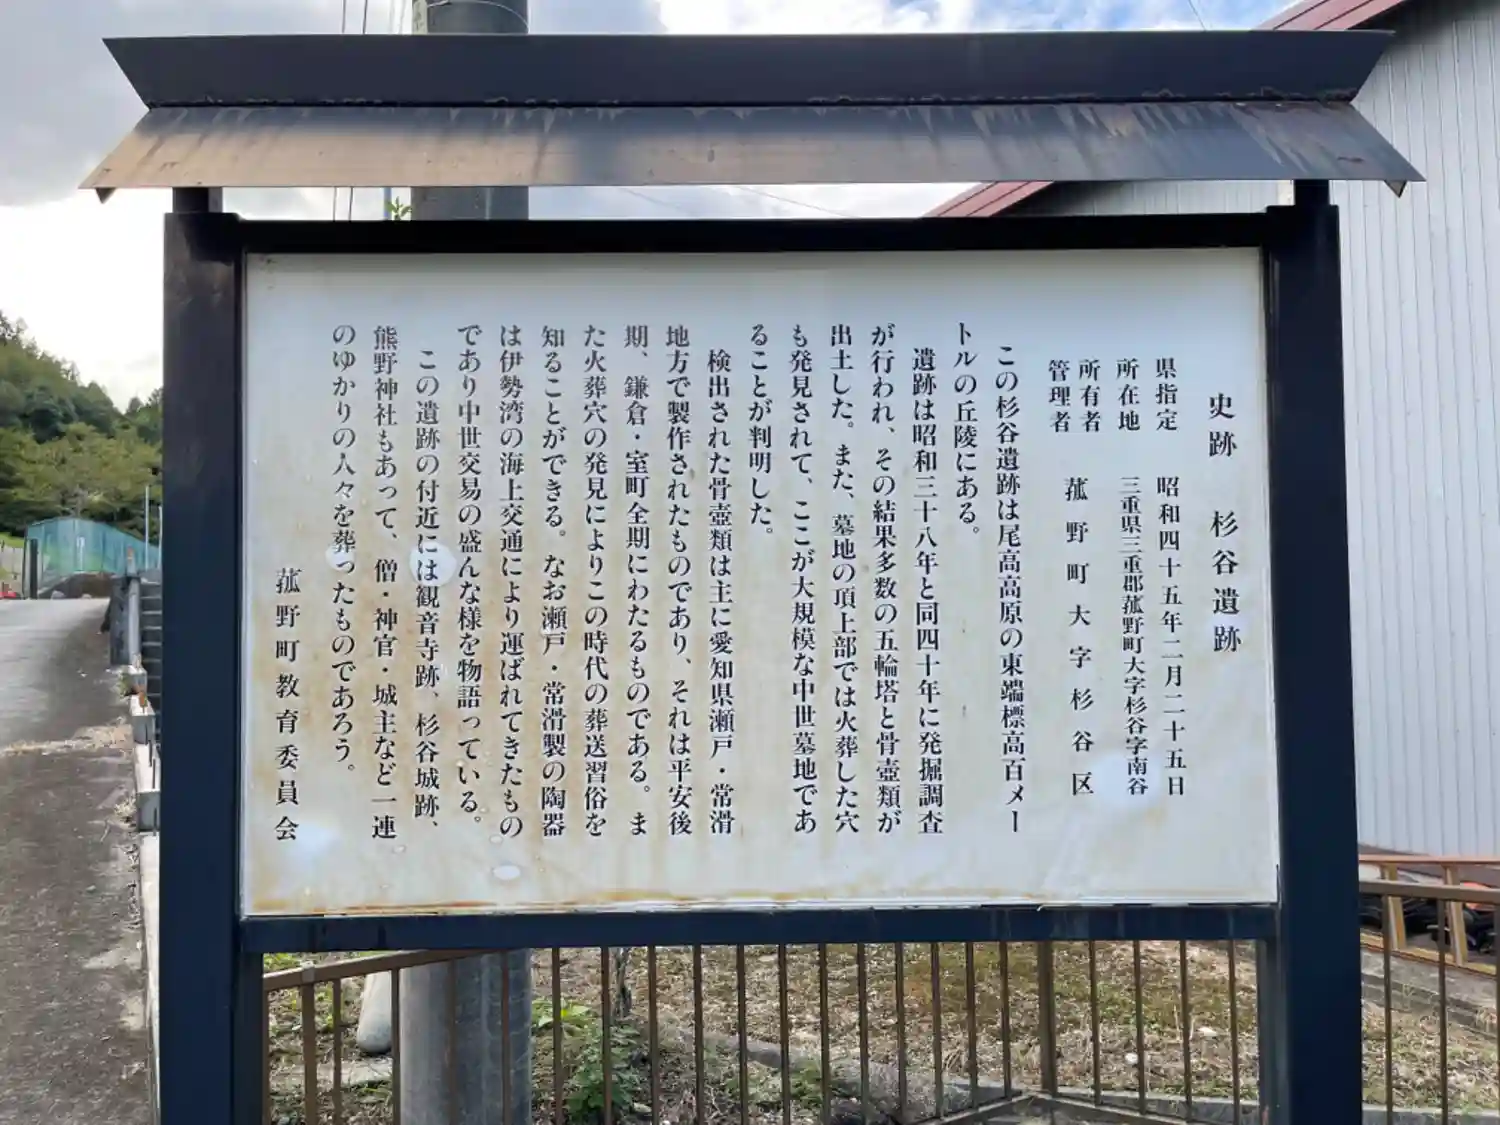 史跡　杉谷遺跡
県指定　昭和四十五年二月二十五日
所在地　三重県三重郡菰野町大字杉谷字南谷
所有者
管理者　菰野町大字杉谷区
この杉谷遺跡は尾高高原の東端標高百メー
トルの丘陵にある。
遺跡は昭和三十八年と同四十年に発掘調査
が行われ、その結果多数の五輪塔と骨壺類が
出土した。また、墓地の頂上部では火葬した穴
も発見されて、ここが大規模な中世墓地であ
ることが判明した。
検出された骨壺類は主に愛知県瀬戸・常滑
地方で製作されたものであり、それは平安後
期、鎌倉・室町全期にわたるものである。ま
た火葬穴の発見によりこの時代の葬送習俗を
知ることができる。なお瀬戸・常滑製の陶器
は伊勢湾の海上交通により運ばれてきたもの
であり中世交易の盛んな様を物語っている。
この遺跡の付近には観音寺跡、杉谷城跡、
熊野神社もあって、僧・神官・城主など一連
のゆかりの人々を葬ったものであろう。
菰野町教育委員会